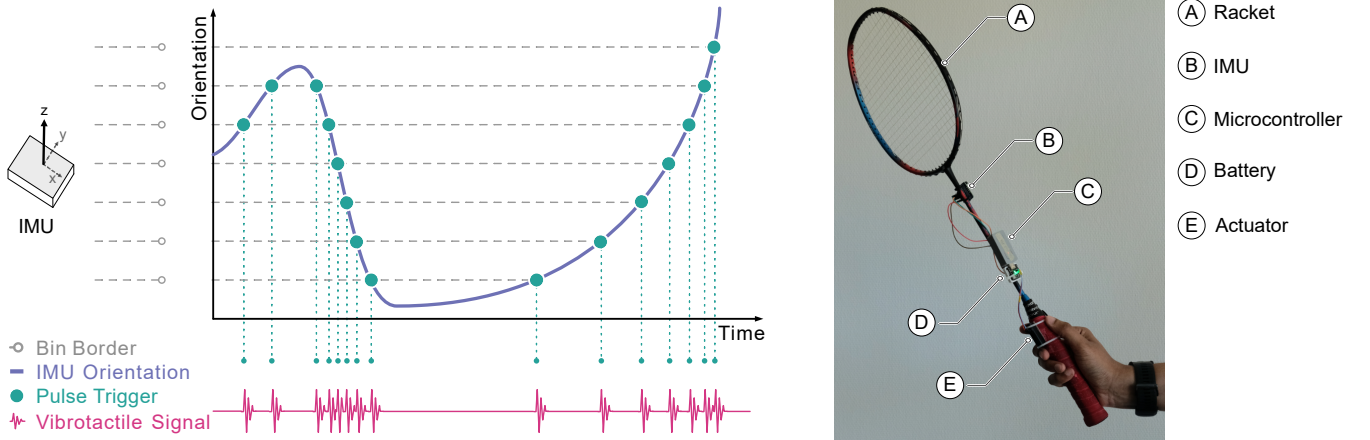 Orientation
z
y
x
IMU
Time
Bin Border
IMU Orientation
Pulse Trigger
Vibrotactile Signal
A
B
C
D
E
A Racket
B IMU
C Microcontroller
D Battery
E Actuator